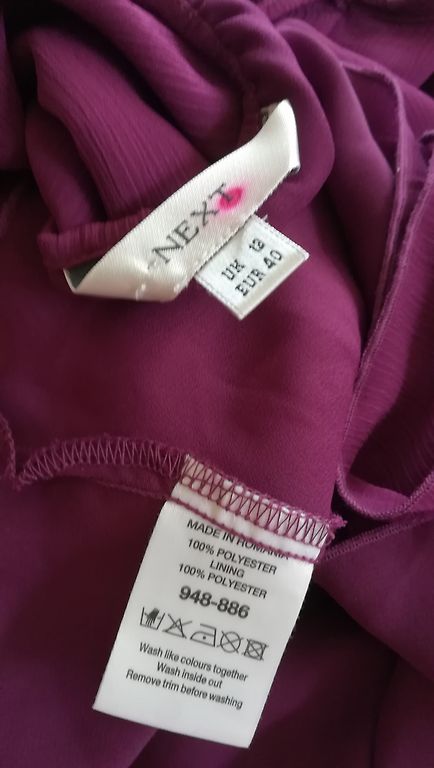 NEXT
UK 12
EUR 40
MADE IN ROMANIA
100% POLYESTER
LINING
100% POLYESTER
948-886
Wash like colours together
Wash inside out
Remove trim before washing